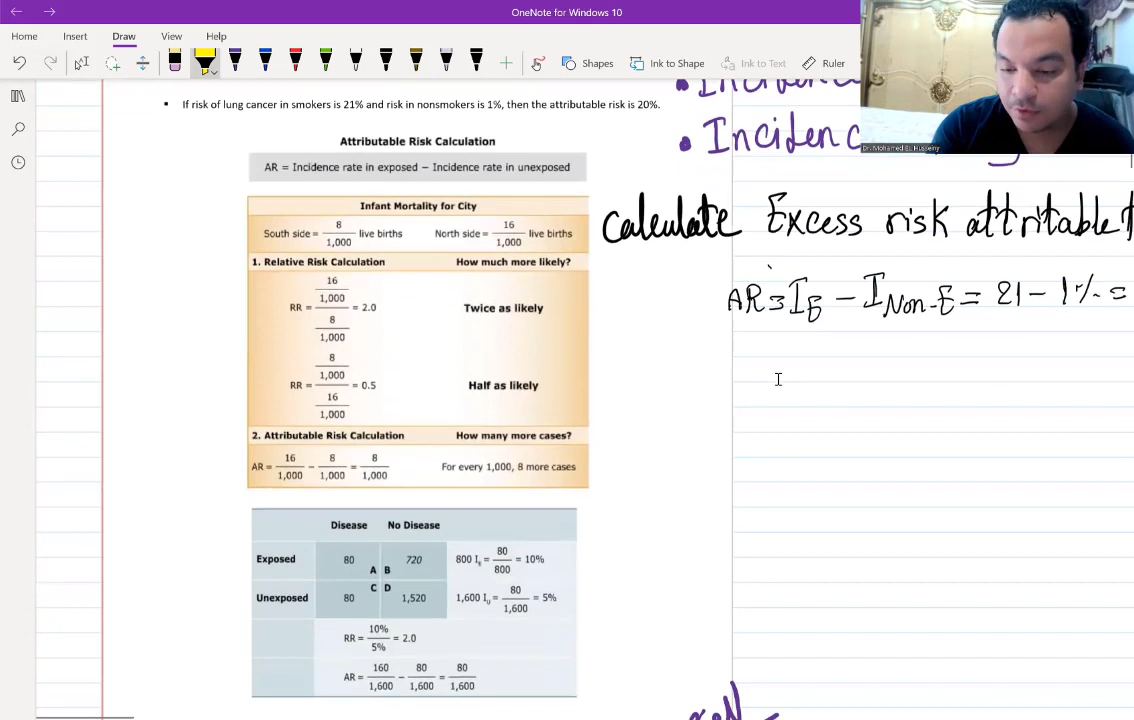 OneNote for Windows 10
Home Insert Draw View Help
Shapes Ink to Shape Ink to Text Ruler
If risk of lung cancer in smokers is 21% and risk in nonsmokers is 1%, then the attributable risk is 20%.
Attributable Risk Calculation
AR = Incidence rate in exposed − Incidence rate in unexposed
Infant Mortality for City
South side = 8/1,000 live births North side = 16/1,000 live births
1. Relative Risk Calculation How much more likely?
RR = 16/1,000 / 8/1,000 = 2.0 Twice as likely
RR = 8/1,000 / 16/1,000 = 0.5 Half as likely
2. Attributable Risk Calculation How many more cases?
AR = 16/1,000 − 8/1,000 = 8/1,000 For every 1,000, 8 more cases
Disease No Disease
Exposed 80 720 800 IE = 80/800 = 10%
A B
C D
Unexposed 80 1,520 1,600 IU = 80/1,600 = 5%
RR = 10%/5% = 2.0
AR = 160/1,600 − 80/1,600 = 80/1,600
• Incidenc
Dr. Mohamed EL Husseiny
calculate Excess risk attritable
AR = IE − INon-E = 21 − 1% =